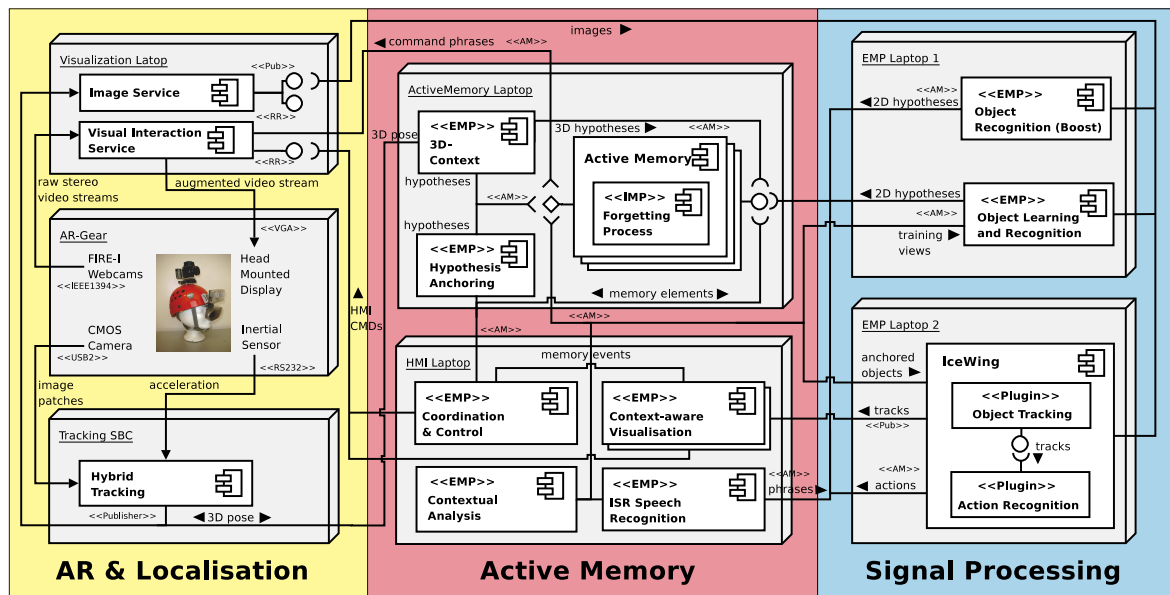 Visualization Latop
<<Pub>>
Image Service
<<RR>>
Visual Interaction
Service
<<RR>>
raw stereo
video streams
augmented video stream
AR-Gear
<<VGA>>
FIRE-I
Webcams
<<IEEE1394>>
Head
Mounted
Display
CMOS
Camera
<<USB2>>
Inertial
Sensor
<<RS232>>
image
patches
acceleration
HMI
CMDs
Tracking SBC
Hybrid
Tracking
<<Publisher>>
3D pose
AR & Localisation
images
command phrases
<<AM>>
ActiveMemory Laptop
3D pose
<<EMP>>
3D-
Context
3D hypotheses
<<AM>>
hypotheses
<<AM>>
hypotheses
Active Memory
<<IMP>>
Forgetting
Process
<<EMP>>
Hypothesis
Anchoring
memory elements
<<AM>>
<<AM>>
memory events
HMI Laptop
<<EMP>>
Coordination
& Control
<<EMP>>
Context-aware
Visualisation
<<EMP>>
Contextual
Analysis
<<EMP>>
ISR Speech
Recognition
<<AM>>
phrases
Active Memory
EMP Laptop 1
<<AM>>
2D hypotheses
<<EMP>>
Object
Recognition (Boost)
2D hypotheses
<<AM>>
training
views
<<EMP>>
Object Learning
and Recognition
EMP Laptop 2
anchored
objects
IceWing
<<Plugin>>
Object Tracking
tracks
<<Pub>>
tracks
<<AM>>
actions
<<Plugin>>
Action Recognition
Signal Processing